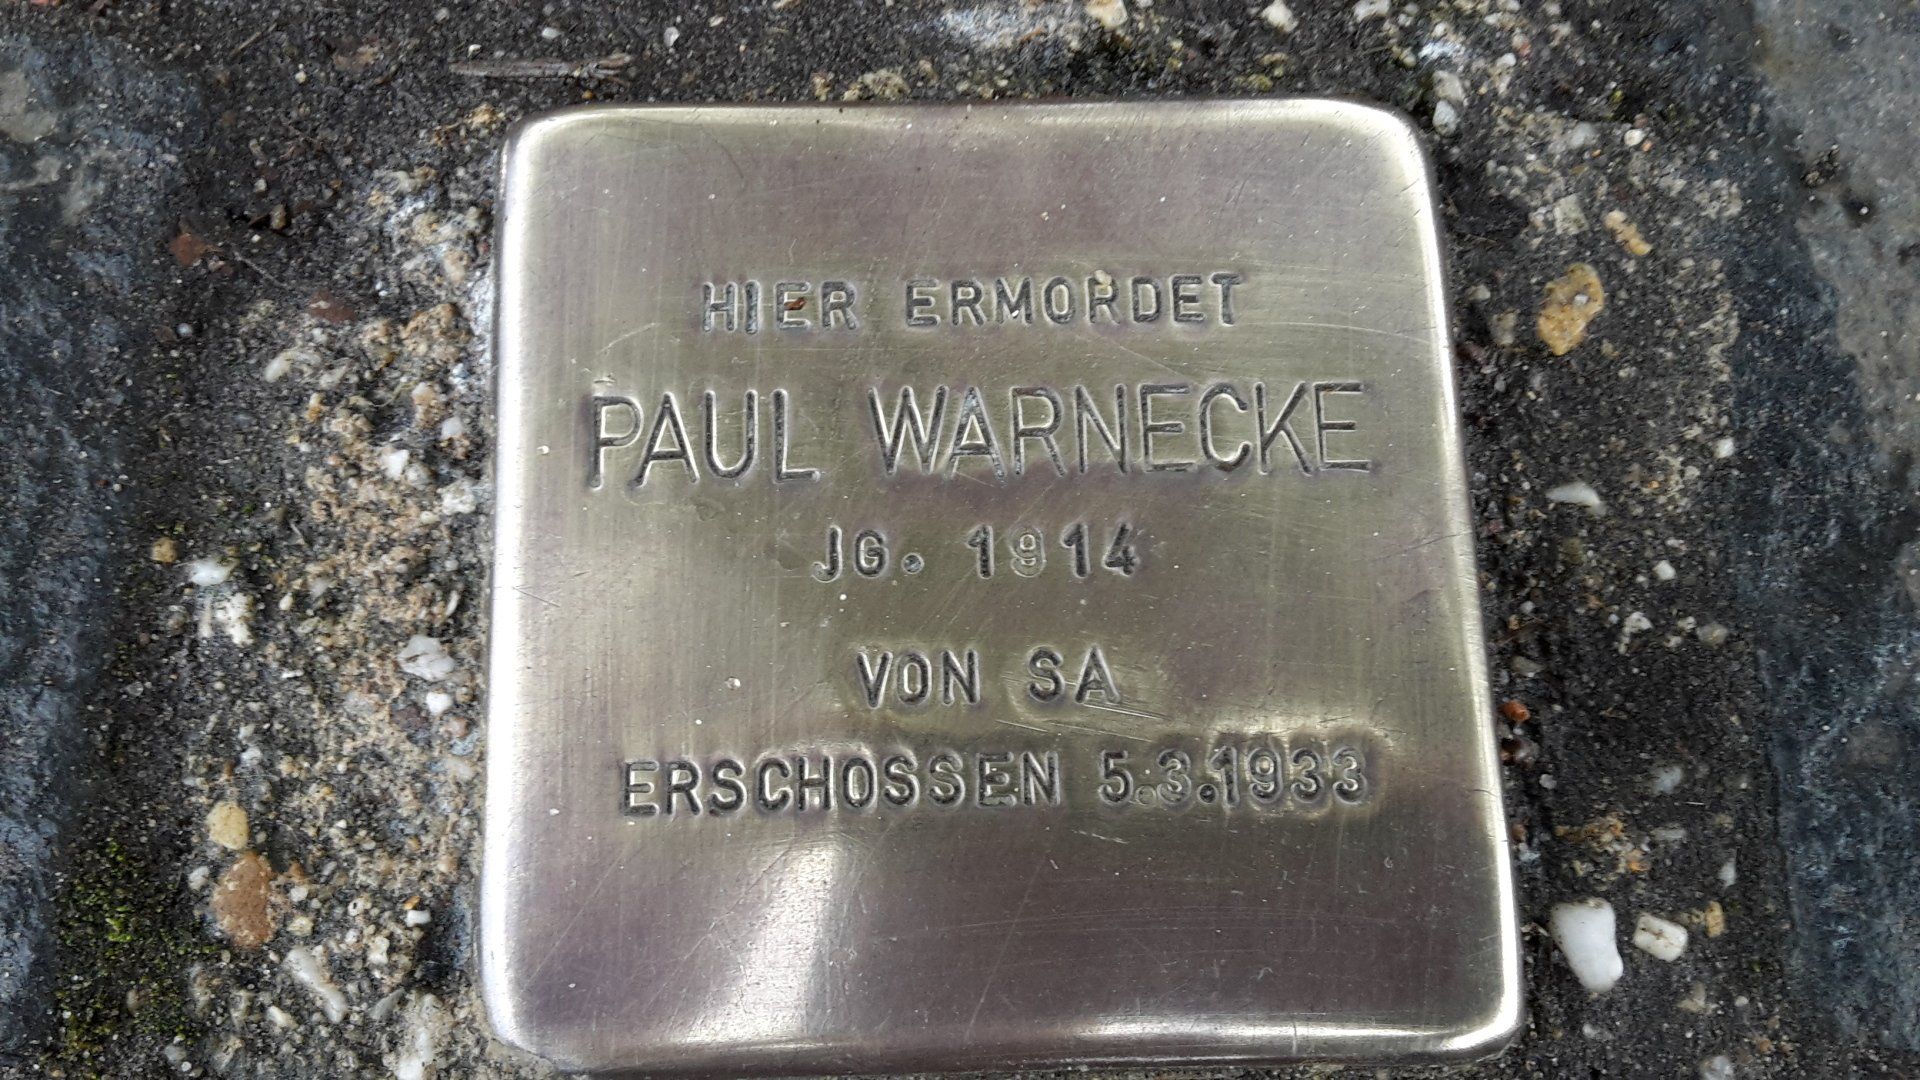 HIER ERMORDET
PAUL WARNECKE
JG. 1914
VON SA
ERSCHOSSEN 5.3.1933